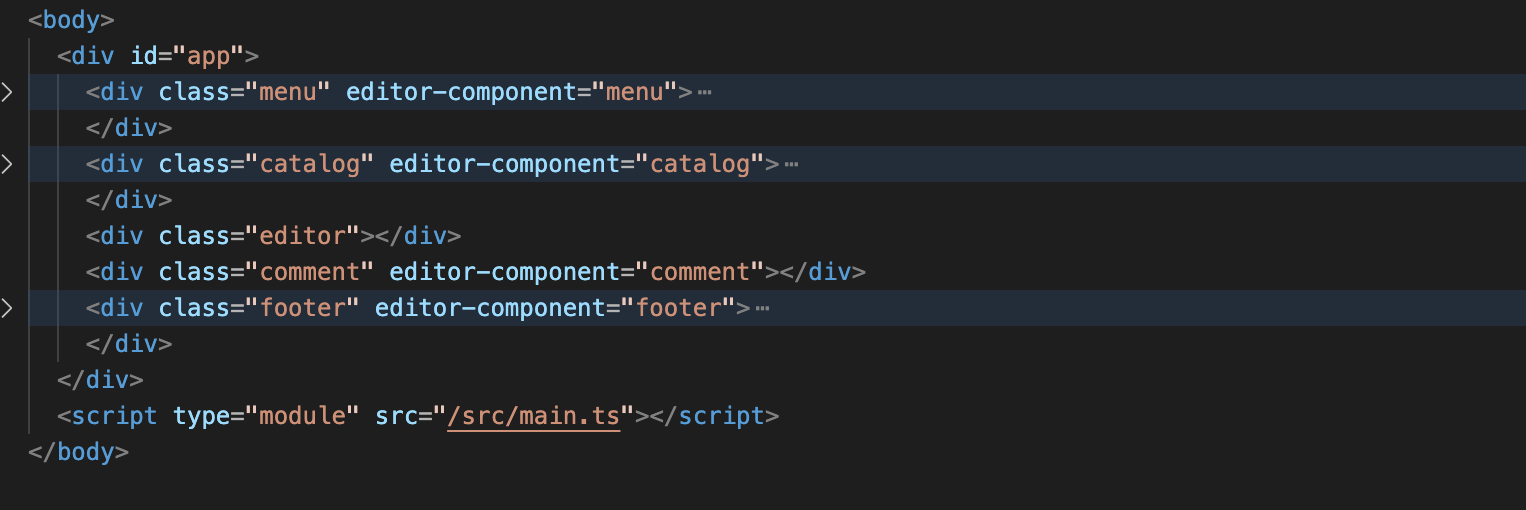 <body>
<div id="app">
<div class="menu" editor-component="menu">⋯
</div>
<div class="catalog" editor-component="catalog">⋯
</div>
<div class="editor"></div>
<div class="comment" editor-component="comment"></div>
<div class="footer" editor-component="footer">⋯
</div>
</div>
<script type="module" src="/src/main.ts"></script>
</body>